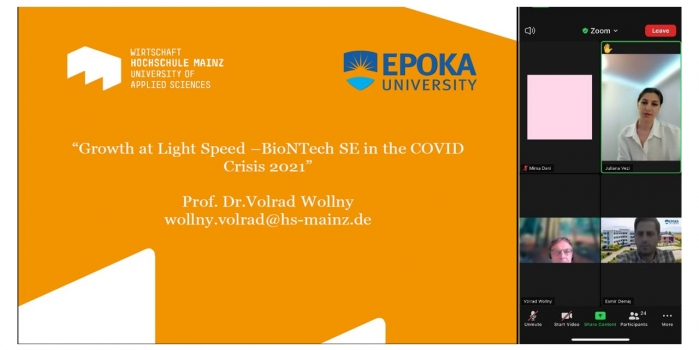 WIRTSCHAFT
HOCHSCHULE MAINZ
UNIVERSITY OF
APPLIED SCIENCES
EPOKA
UNIVERSITY
“Growth at Light Speed –BioNTech SE in the COVID
Crisis 2021”
Prof. Dr.Volrad Wollny
wollny.volrad@hs-mainz.de
Zoom
Leave
Mirsa Dani
Juliana Vezi
EPOKA
Volrad Wollny
Esmir Demaj
24
Unmute
Start Video
Share Content
Participants
More